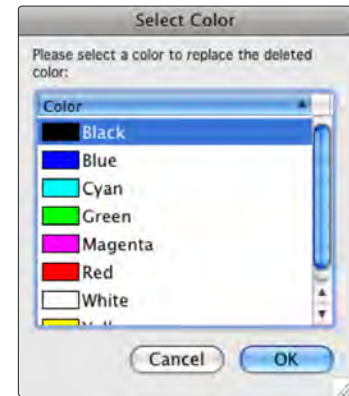 Select Color
Please select a color to replace the deleted
color:
Color
Black
Blue
Cyan
Green
Magenta
Red
White
Cancel
OK